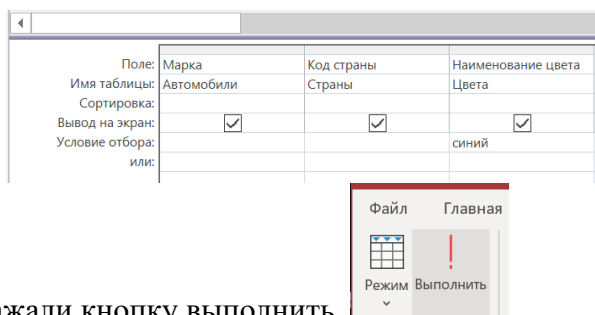 Поле: Марка Код страны Наименование цвета
Имя таблицы: Автомобили Страны Цвета
Сортировка:
Вывод на экран:
Условие отбора: синий
или:
Файл Главная
Режим Выполнить
кнопку выполнить